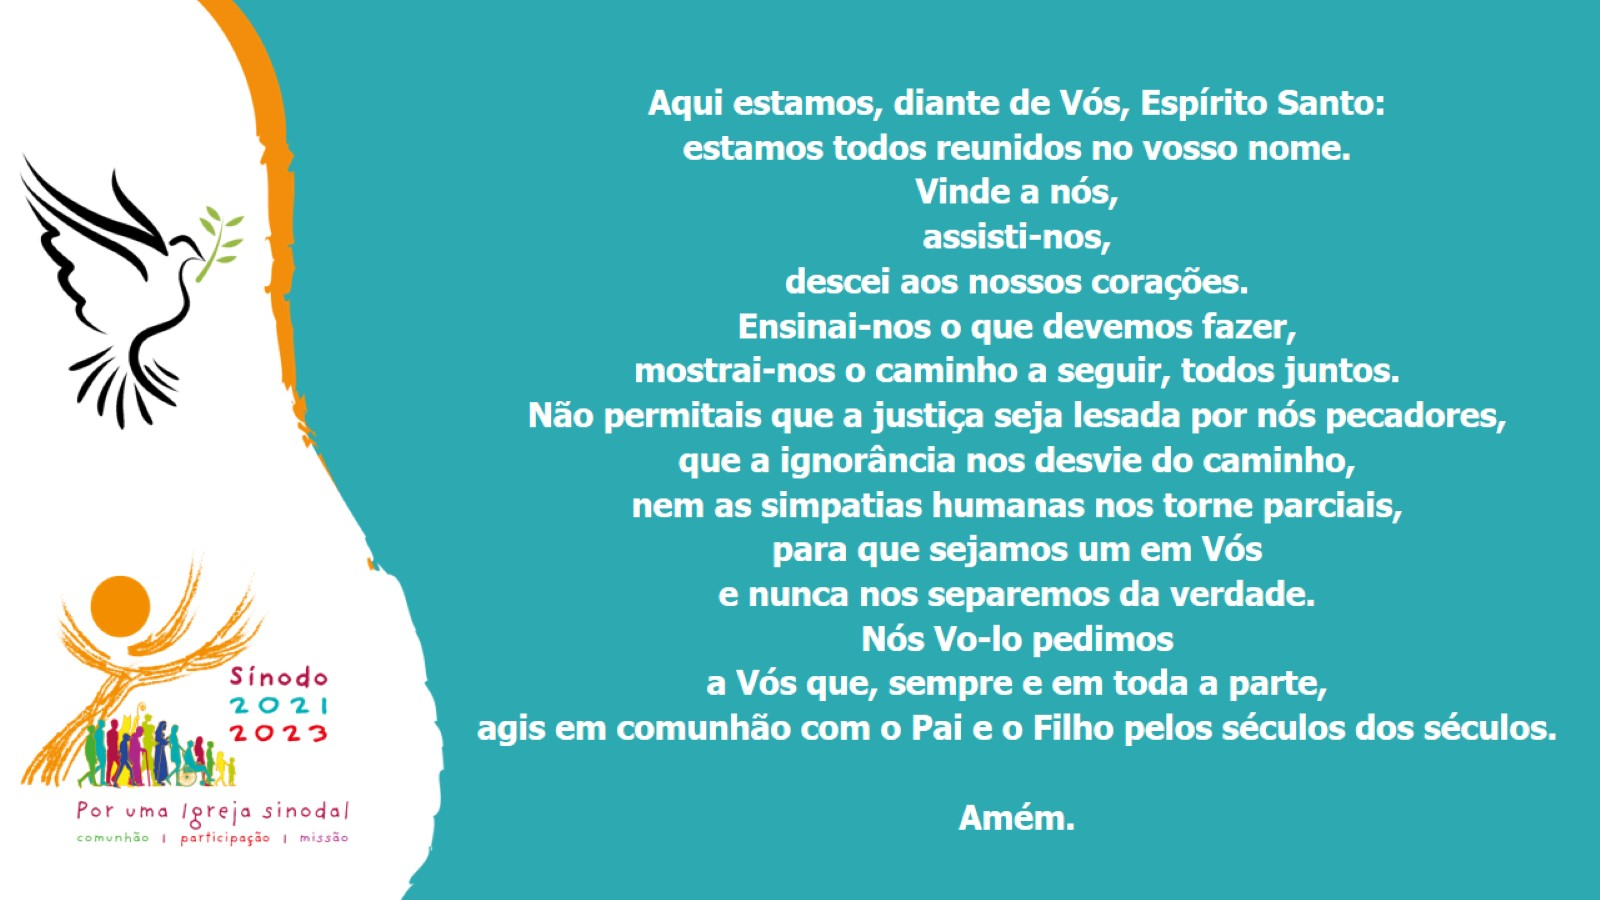 Aqui estamos, diante de Vós, Espírito Santo:
estamos todos reunidos no vosso nome.
Vinde a nós,
assisti-nos,
descei aos nossos corações.
Ensinai-nos o que devemos fazer,
mostrai-nos o caminho a seguir, todos juntos.
Não permitais que a justiça seja lesada por nós pecadores,
que a ignorância nos desvie do caminho,
nem as simpatias humanas nos torne parciais,
para que sejamos um em Vós
e nunca nos separemos da verdade.
Nós Vo-lo pedimos
a Vós que, sempre e em toda a parte,
agis em comunhão com o Pai e o Filho pelos séculos dos séculos.
Amém.
Sínodo
2021
2023
Por uma Igreja sinodal
comunhão | participação | missão